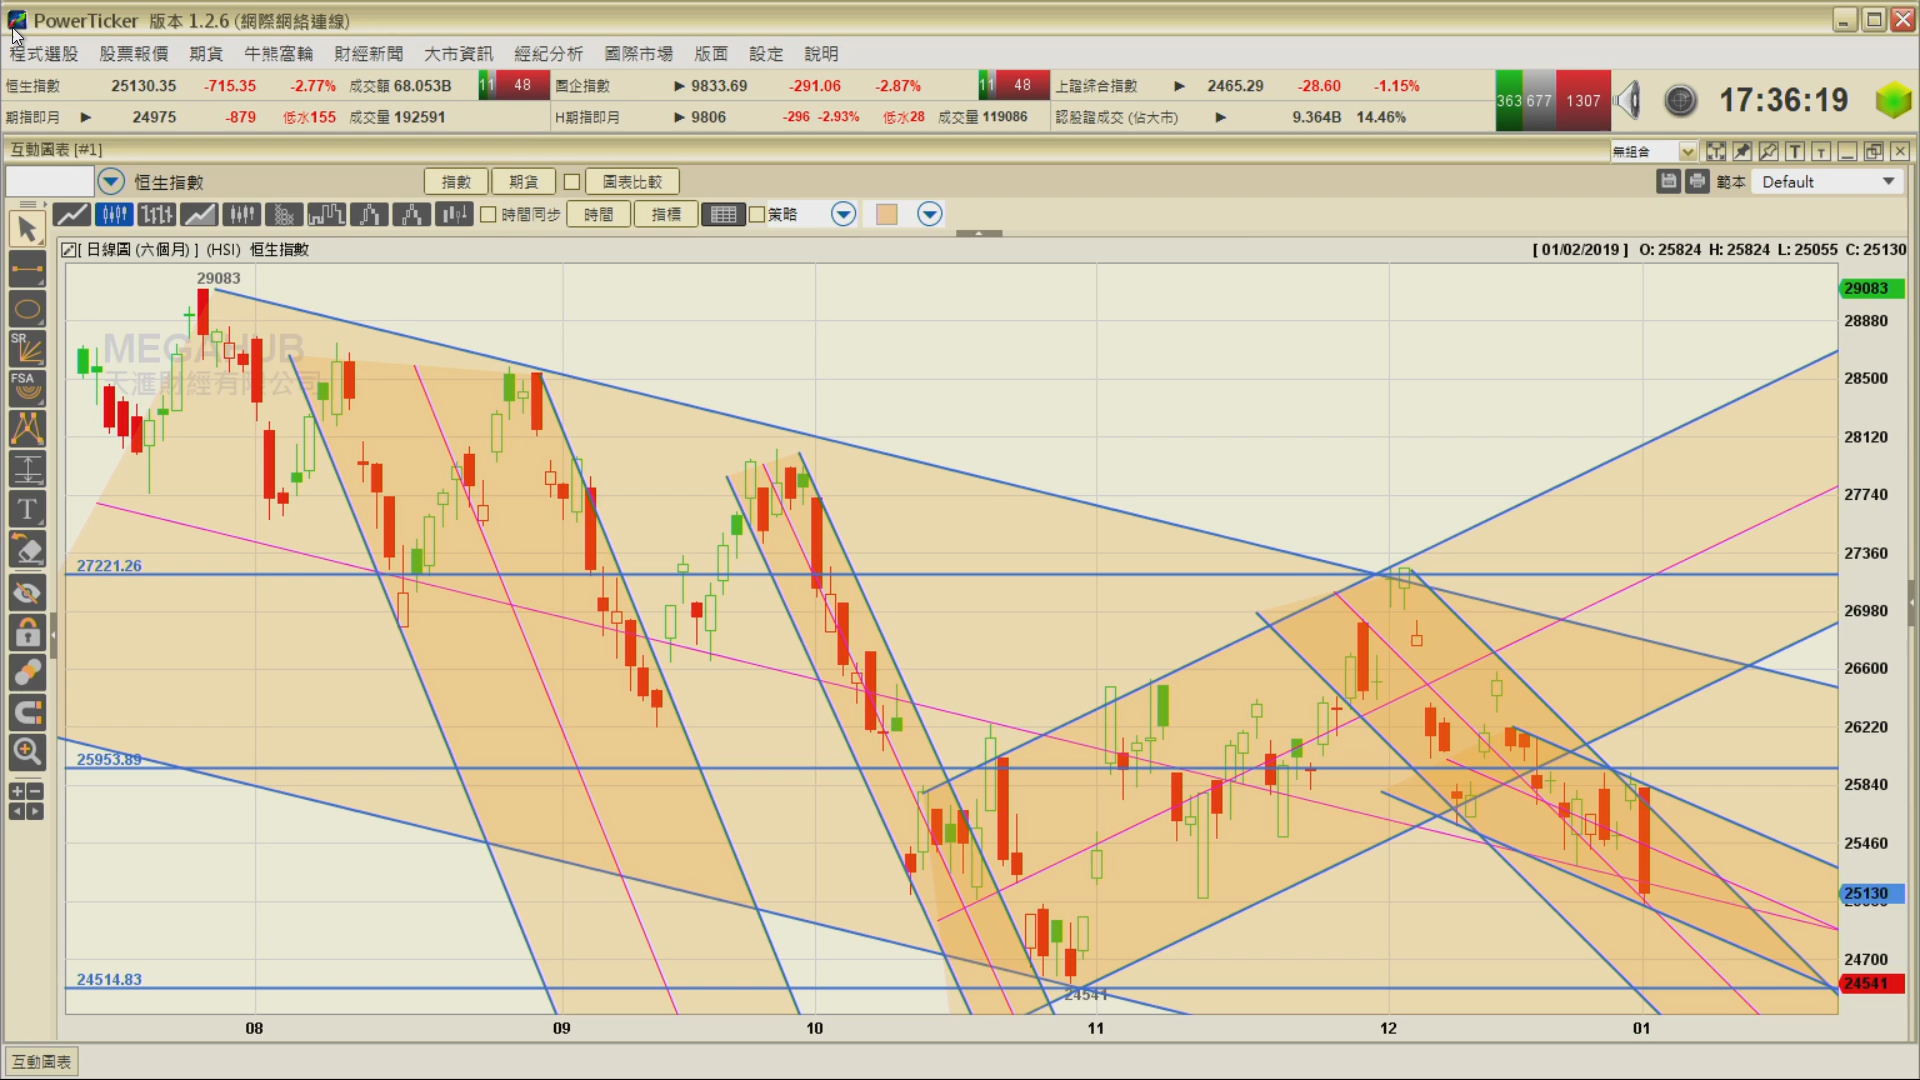 PowerTicker 版本 1.2.6 (網際網絡連線)
程式選股 股票報價 期貨 牛熊窩輪 財經新聞 大市資訊 經紀分析 國際市場 版面 設定 說明
恒生指數 25130.35 -715.35 -2.77% 成交額 68.053B 11 48 國企指數 ▶ 9833.69 -291.06 -2.87% 11 48 上證綜合指數 ▶ 2465.29 -28.60 -1.15%
363 677 1307 17:36:19
期指即月 ▶ 24975 -879 低水155 成交量 192591 H期指即月 ▶ 9806 -296 -2.93% 低水28 成交量 119086 認股證成交 (佔大市) ▶ 9.364B 14.46%
互動圖表 [#1] 無組合 T T
恒生指數 指數 期貨 圖表比較 範本 Default
時間同步 時間 指標 策略
[ 日線圖 (六個月) ] (HSI) 恒生指數 [ 01/02/2019 ] O: 25824 H: 25824 L: 25055 C: 25130
29083
29083
28880
SR
MEGAHUB
天滙財經有限公司
FSA
28500
28120
27740
T
27360
27221.26
26980
26600
26220
25953.89
25840
25460
25130
24700
24514.83
24541
24541
08 09 10 11 12 01
互動圖表